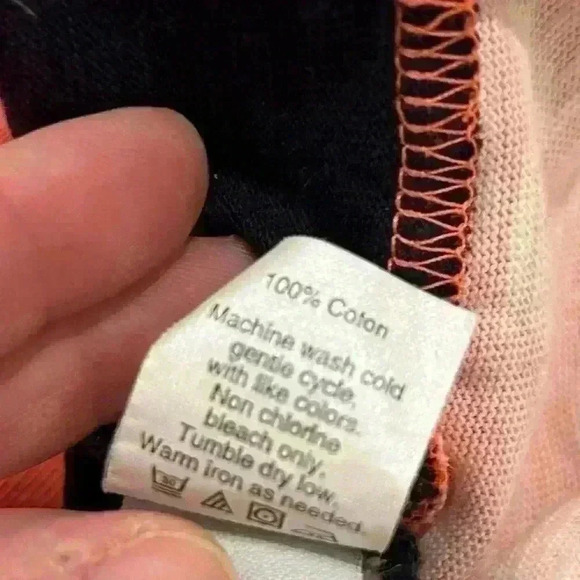 100% Coton
Machine wash cold
gentle cycle,
with like colors.
Non chlorine
bleach only.
Tumble dry low,
Warm iron as needed.
30